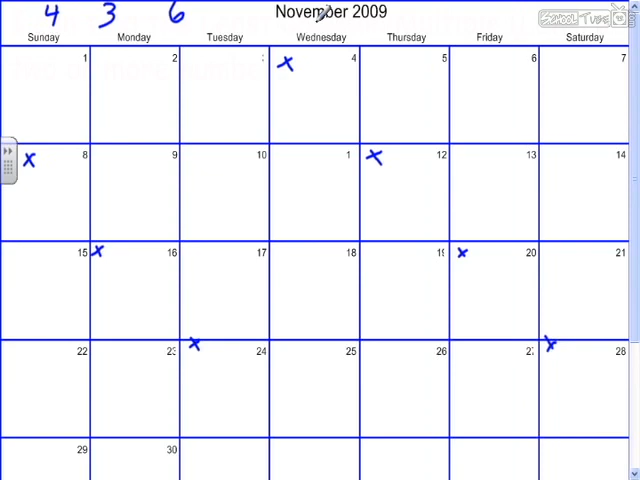 4 3 6 November 2009
SCHOOLTUBE
Sunday Monday Tuesday Wednesday Thursday Friday Saturday
1 2 x 4 5 6 7
x 8 9 10 1 x 12 13 14
15 x 16 17 18 19 x 20 21
22 23 x 24 25 26 27 x 28
29 30